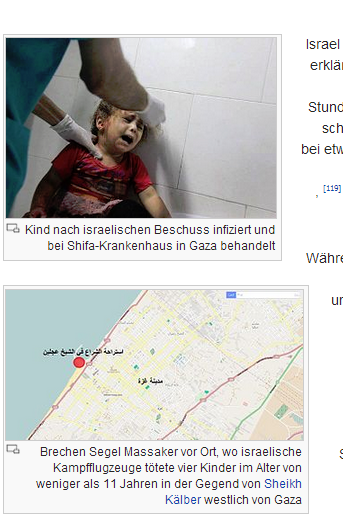 Israel
erklä
Stund
sch
bei etw
, [119]
Kind nach israelischen Beschuss infiziert und
bei Shifa-Krankenhaus in Gaza behandelt
Währe
ur
استراحة الشراع في الشيخ عجلين
مدينة غزة
Brechen Segel Massaker vor Ort, wo israelische
Kampfflugzeuge tötete vier Kinder im Alter von
weniger als 11 Jahren in der Gegend von Sheikh
Kälber westlich von Gaza
S